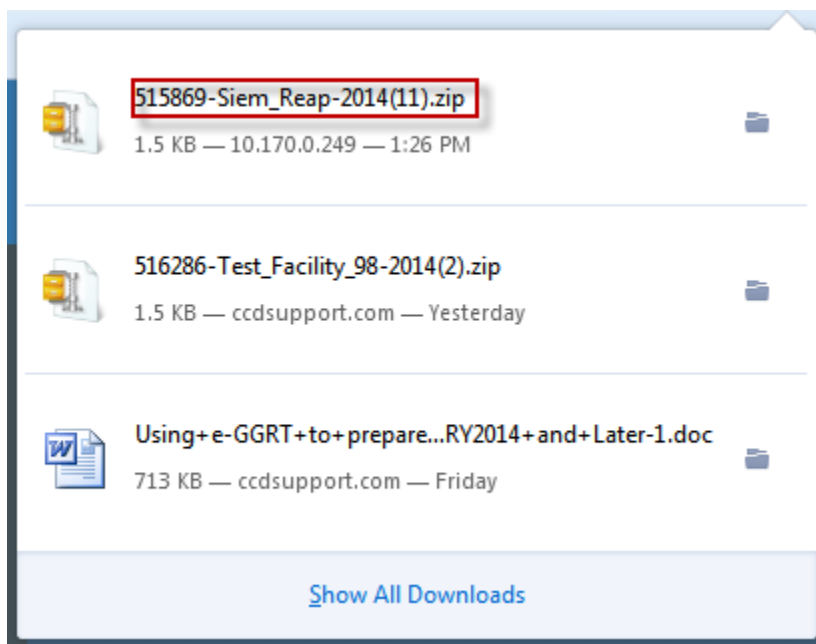 515869-Siem_Reap-2014(11).zip
1.5 KB — 10.170.0.249 — 1:26 PM
516286-Test_Facility_98-2014(2).zip
1.5 KB — ccdsupport.com — Yesterday
Using+e-GGRT+to+prepare...RY2014+and+Later-1.doc
713 KB — ccdsupport.com — Friday
Show All Downloads